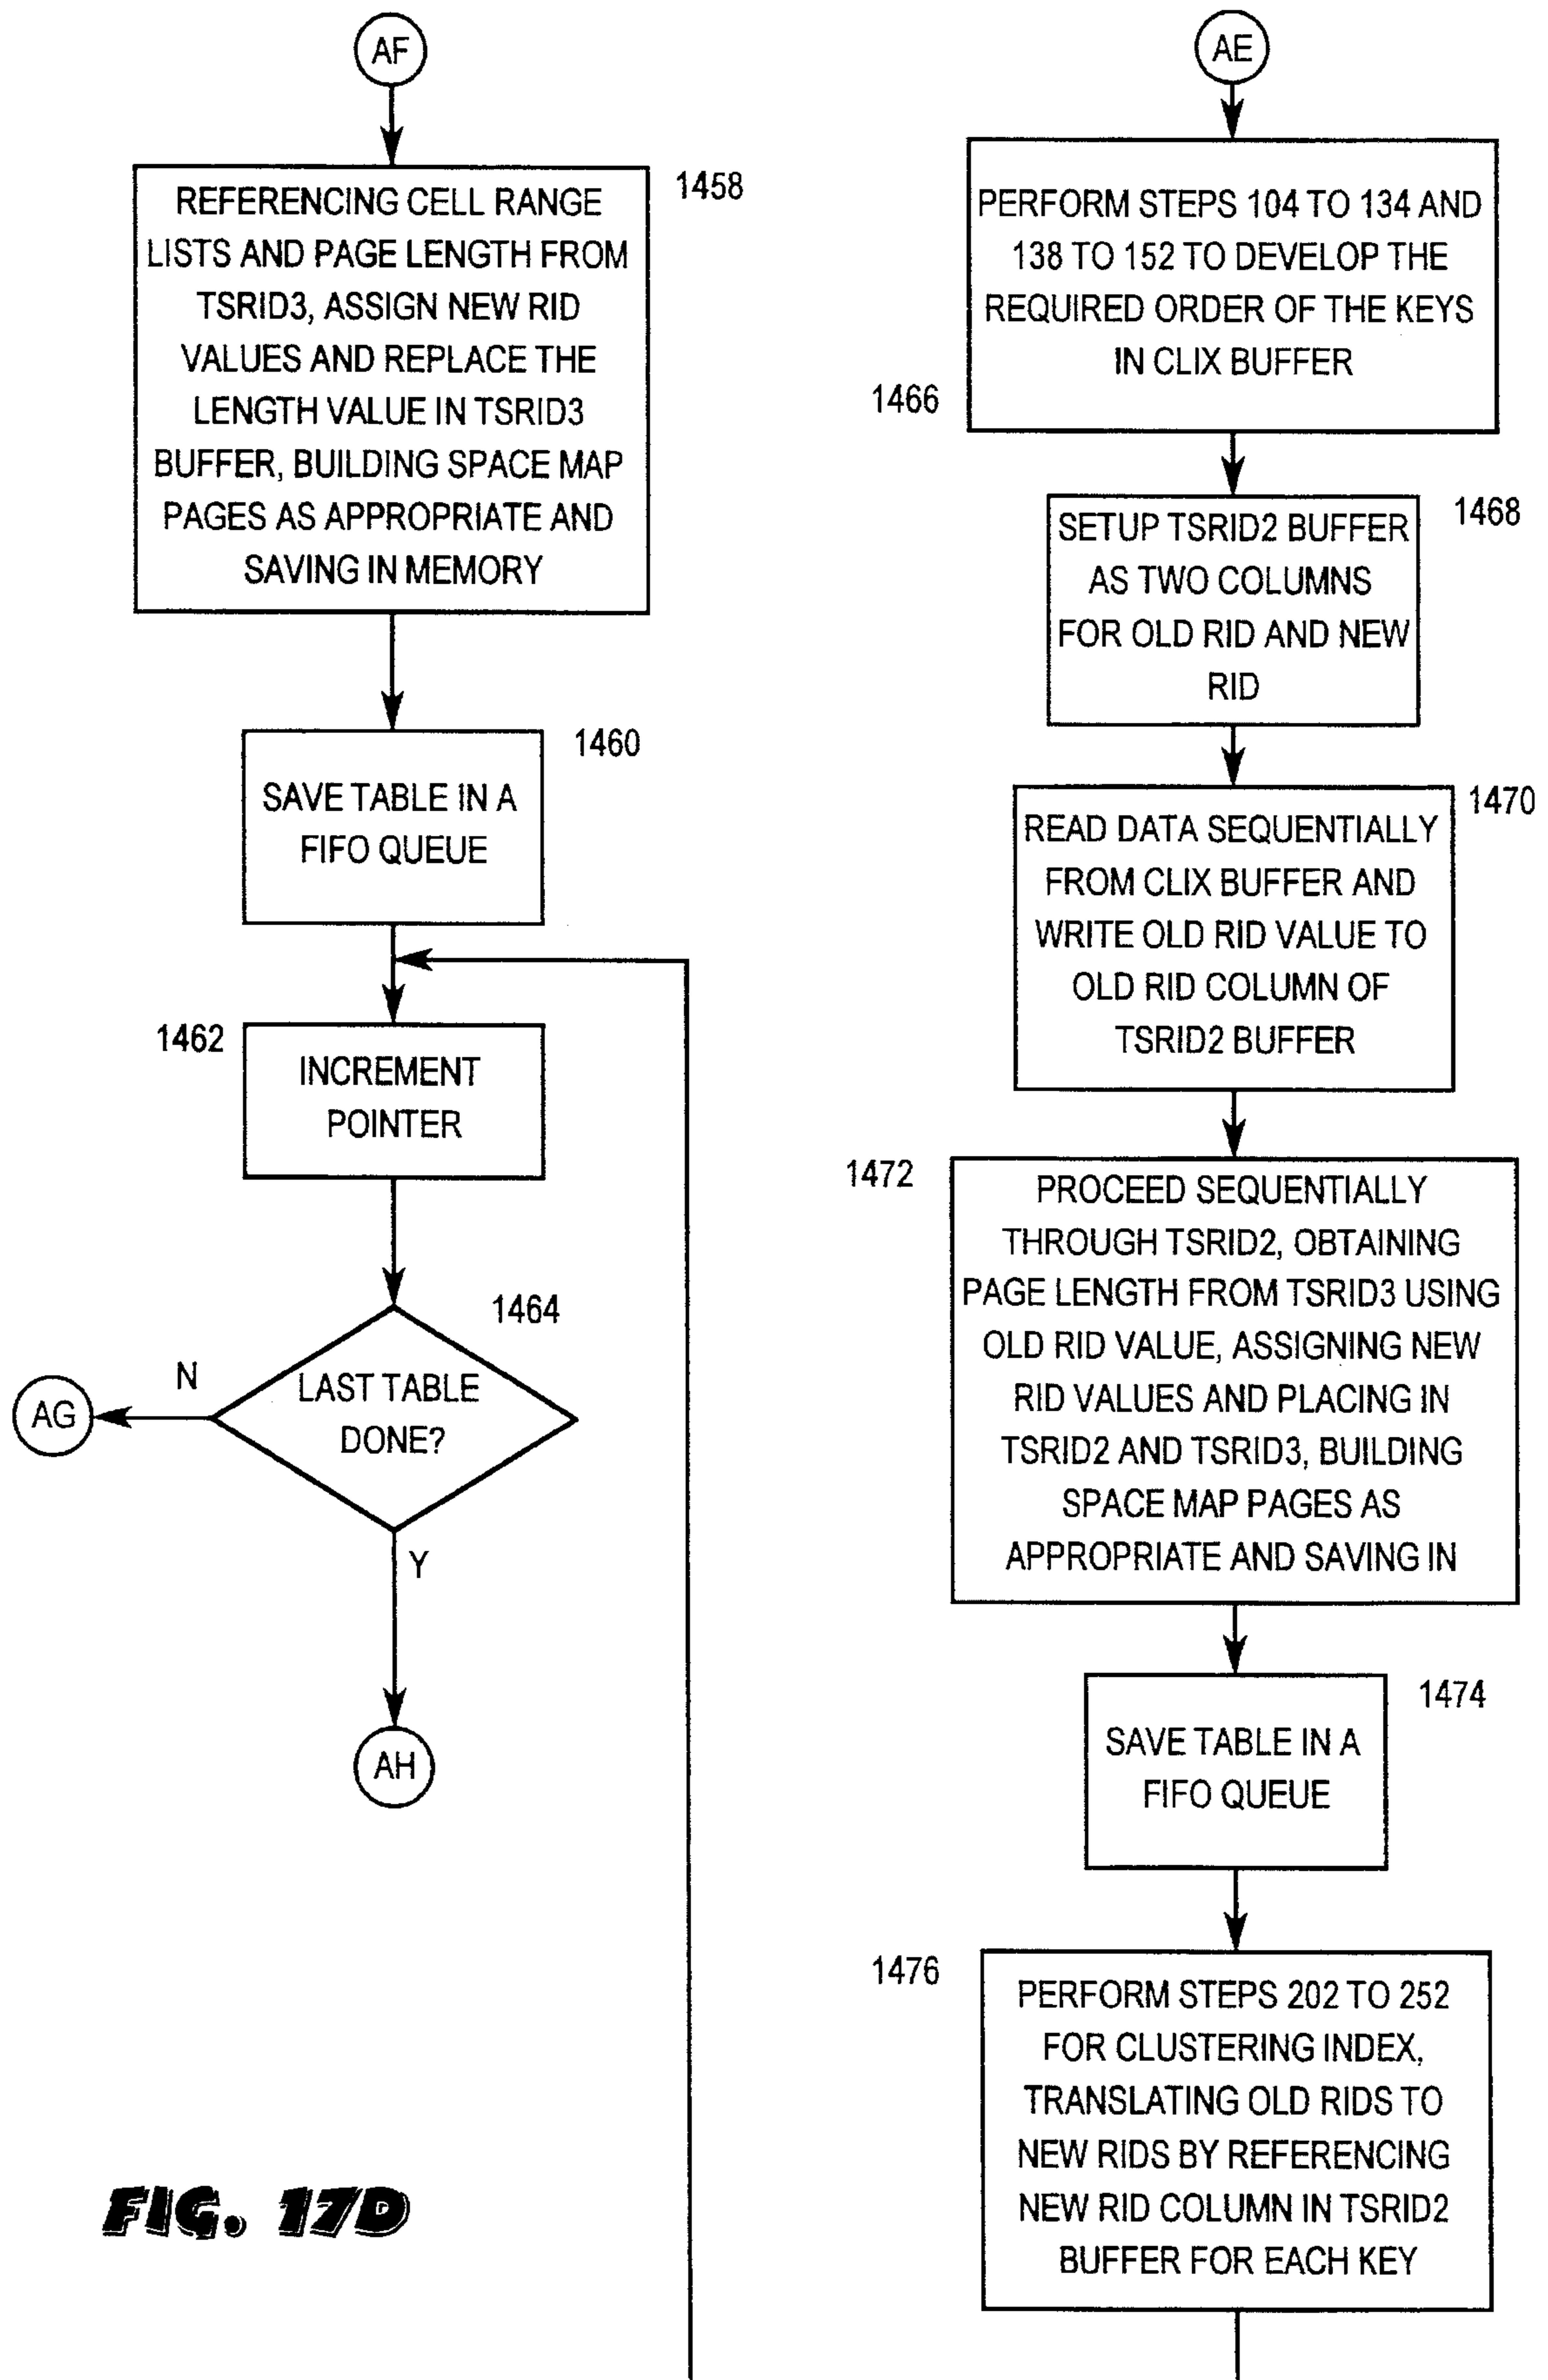 AF
1458
REFERENCING CELL RANGE
LISTS AND PAGE LENGTH FROM
TSRID3, ASSIGN NEW RID
VALUES AND REPLACE THE
LENGTH VALUE IN TSRID3
BUFFER, BUILDING SPACE MAP
PAGES AS APPROPRIATE AND
SAVING IN MEMORY
1460
SAVE TABLE IN A
FIFO QUEUE
1462
INCREMENT
POINTER
1464
LAST TABLE
DONE?
N
AG
Y
AH
AE
PERFORM STEPS 104 TO 134 AND
138 TO 152 TO DEVELOP THE
REQUIRED ORDER OF THE KEYS
IN CLIX BUFFER
1466
1468
SETUP TSRID2 BUFFER
AS TWO COLUMNS
FOR OLD RID AND NEW
RID
1470
READ DATA SEQUENTIALLY
FROM CLIX BUFFER AND
WRITE OLD RID VALUE TO
OLD RID COLUMN OF
TSRID2 BUFFER
1472
PROCEED SEQUENTIALLY
THROUGH TSRID2, OBTAINING
PAGE LENGTH FROM TSRID3 USING
OLD RID VALUE, ASSIGNING NEW
RID VALUES AND PLACING IN
TSRID2 AND TSRID3, BUILDING
SPACE MAP PAGES AS
APPROPRIATE AND SAVING IN
1474
SAVE TABLE IN A
FIFO QUEUE
1476
PERFORM STEPS 202 TO 252
FOR CLUSTERING INDEX,
TRANSLATING OLD RIDS TO
NEW RIDS BY REFERENCING
NEW RID COLUMN IN TSRID2
BUFFER FOR EACH KEY
FIG. 17D